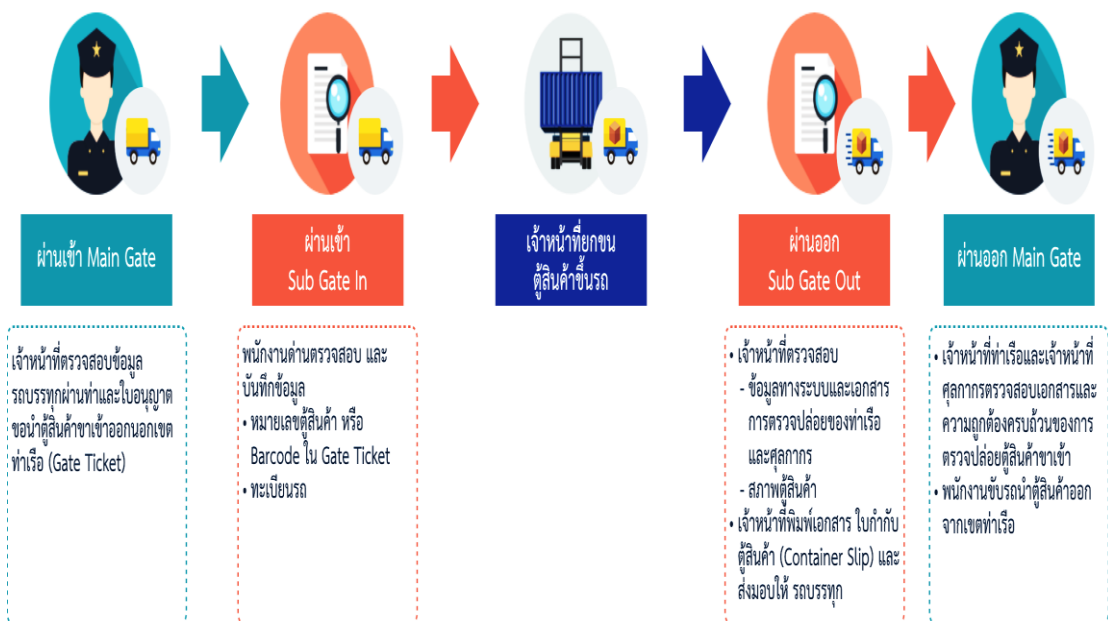 ผ่านเข้า Main Gate
เจ้าหน้าที่ตรวจสอบข้อมูล
รถบรรทุกผ่านท่าและใบอนุญาต
ขอนำตู้สินค้าขาเข้าออกนอกเขต
ท่าเรือ (Gate Ticket)
ผ่านเข้า
Sub Gate In
พนักงานด่านตรวจสอบ และ
บันทึกข้อมูล
• หมายเลขตู้สินค้า หรือ
Barcode ใน Gate Ticket
• ทะเบียนรถ
เจ้าหน้าที่ยกขน
ตู้สินค้าขึ้นรถ
ผ่านออก
Sub Gate Out
• เจ้าหน้าที่ตรวจสอบ
- ข้อมูลทางระบบและเอกสาร
การตรวจปล่อยของท่าเรือ
และศุลกากร
- สภาพตู้สินค้า
• เจ้าหน้าที่พิมพ์เอกสาร ใบกำกับ
ตู้สินค้า (Container Slip) และ
ส่งมอบให้ รถบรรทุก
ผ่านออก Main Gate
• เจ้าหน้าที่ท่าเรือและเจ้าหน้าที่
ศุลกากรตรวจสอบเอกสารและ
ความถูกต้องครบถ้วนของการ
ตรวจปล่อยตู้สินค้าขาเข้า
• พนักงานขับรถนำตู้สินค้าออก
จากเขตท่าเรือ